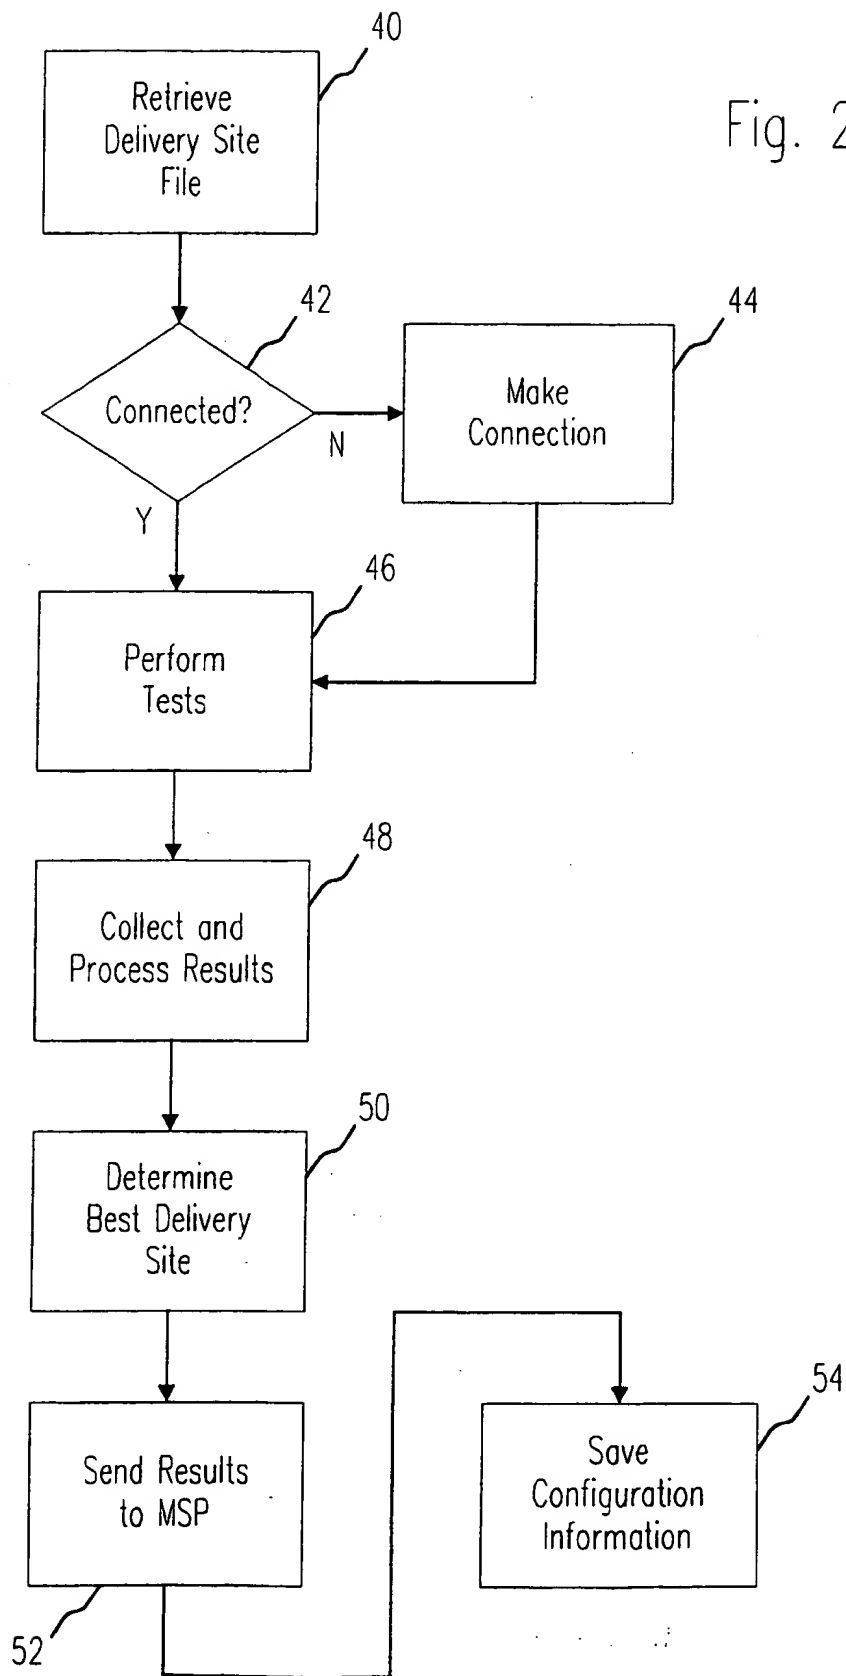 40
Retrieve
Delivery Site
File
Fig. 2
42
Connected?
N
Y
44
Make
Connection
46
Perform
Tests
48
Collect and
Process Results
50
Determine
Best Delivery
Site
Send Results
to MSP
52
54
Save
Configuration
Information